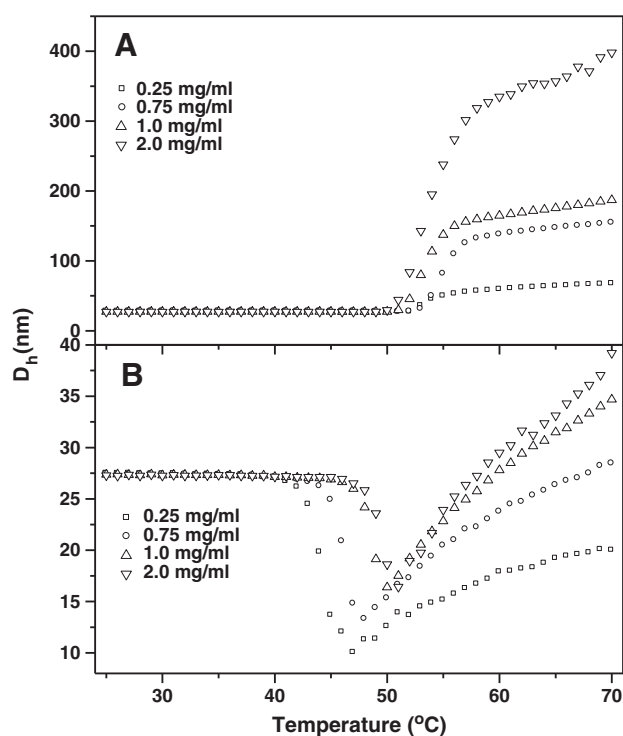 A
400
300
200
100
0
□ 0.25 mg/ml
○ 0.75 mg/ml
△ 1.0 mg/ml
▽ 2.0 mg/ml
D_h(nm)
B
40
35
30
25
20
15
10
□ 0.25 mg/ml
○ 0.75 mg/ml
△ 1.0 mg/ml
▽ 2.0 mg/ml
30 40 50 60 70
Temperature (ºC)